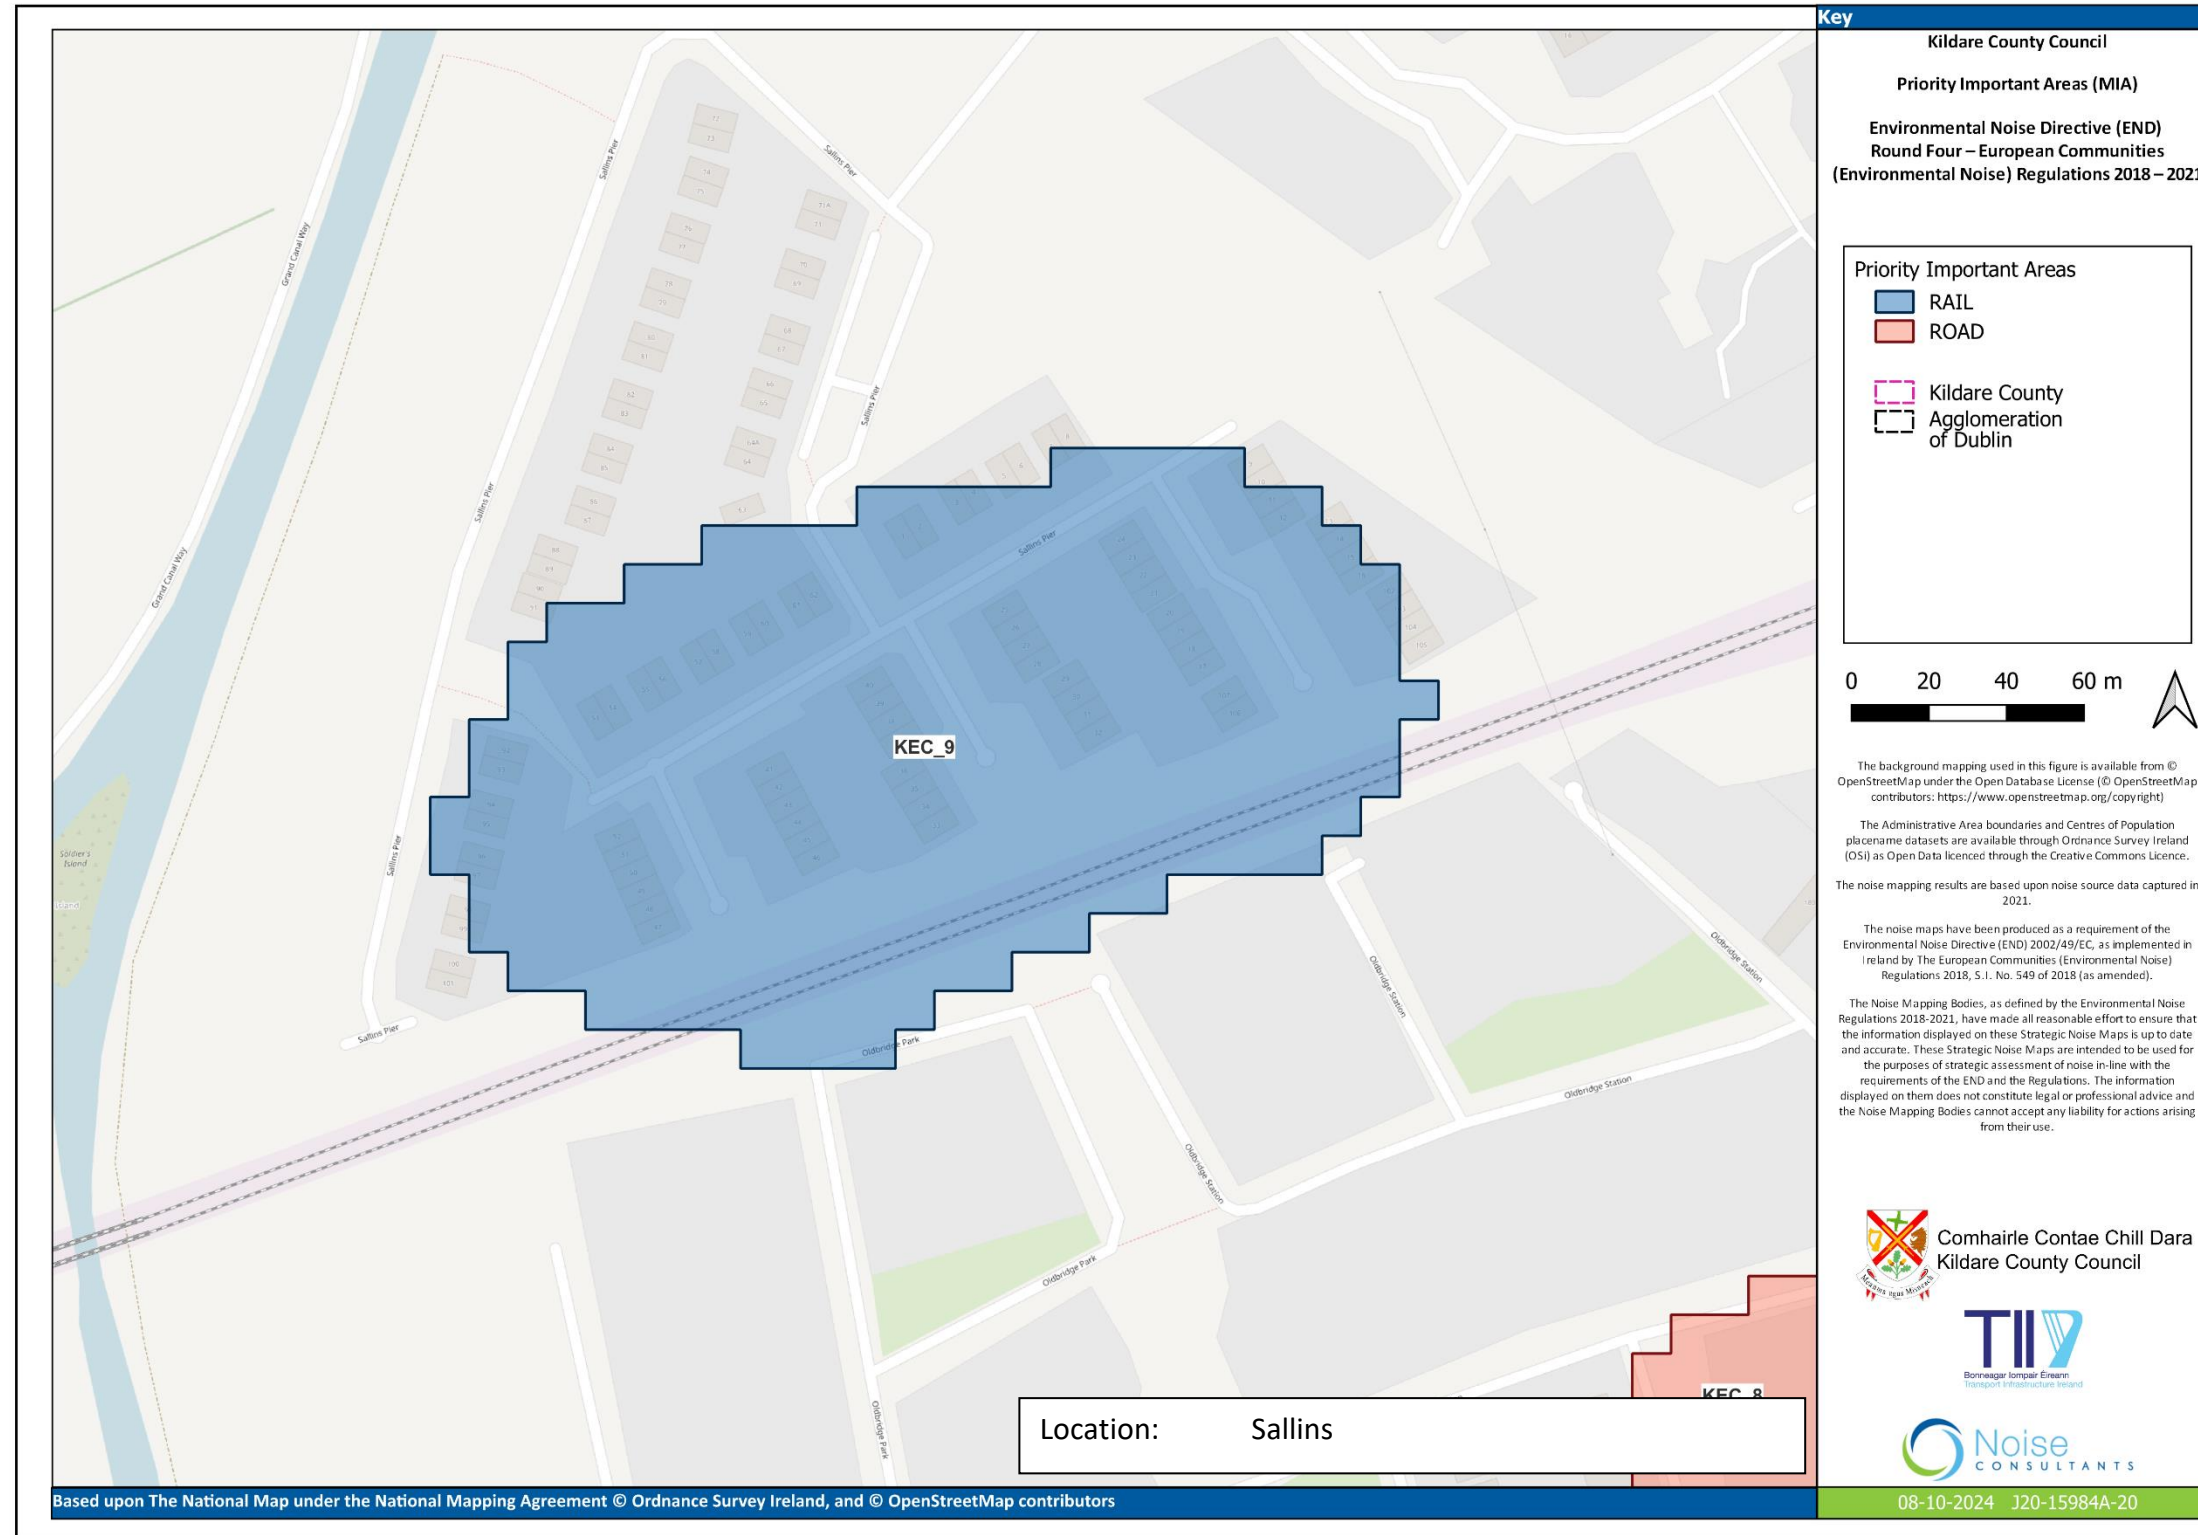 Key
Kildare County Council
Priority Important Areas (MIA)
Environmental Noise Directive (END)
Round Four – European Communities
(Environmental Noise) Regulations 2018 – 2021
Priority Important Areas
RAIL
ROAD
Kildare County
Agglomeration
of Dublin
0 20 40 60 m
The background mapping used in this figure is available from ©
OpenStreetMap under the Open Database License (© OpenStreetMap
contributors: https://www.openstreetmap.org/copyright)
The Administrative Area boundaries and Centres of Population
placename datasets are available through Ordnance Survey Ireland
(OSi) as Open Data licenced through the Creative Commons Licence.
The noise mapping results are based upon noise source data captured in
2021.
The noise maps have been produced as a requirement of the
Environmental Noise Directive (END) 2002/49/EC, as implemented in
Ireland by The European Communities (Environmental Noise)
Regulations 2018, S.I. No. 549 of 2018 (as amended).
The Noise Mapping Bodies, as defined by the Environmental Noise
Regulations 2018-2021, have made all reasonable effort to ensure that
the information displayed on these Strategic Noise Maps is up to date
and accurate. These Strategic Noise Maps are intended to be used for
the purposes of strategic assessment of noise in-line with the
requirements of the END and the Regulations. The information
displayed on them does not constitute legal or professional advice and
the Noise Mapping Bodies cannot accept any liability for actions arising
from their use.
Comhairle Contae Chill Dara
Kildare County Council
TII
Bonneagar Iompair Éireann
Transport Infrastructure Ireland
Noise
CONSULTANTS
08-10-2024 J20-15984A-20
Grand Canal Way
Grand Canal Way
Sallins Pier
Sallins Pier
Sallins Pier
Sallins Pier
Sallins Pier
Sallins Pier
Sallins Pier
KEC_9
Soldier's
Island
Island
Oldbridge Park
Oldbridge Station
Oldbridge Station
Oldbridge Station
Oldbridge Station
Oldbridge Park
Oldbridge Park
KEC_8
Location: Sallins
Based upon The National Map under the National Mapping Agreement © Ordnance Survey Ireland, and © OpenStreetMap contributors